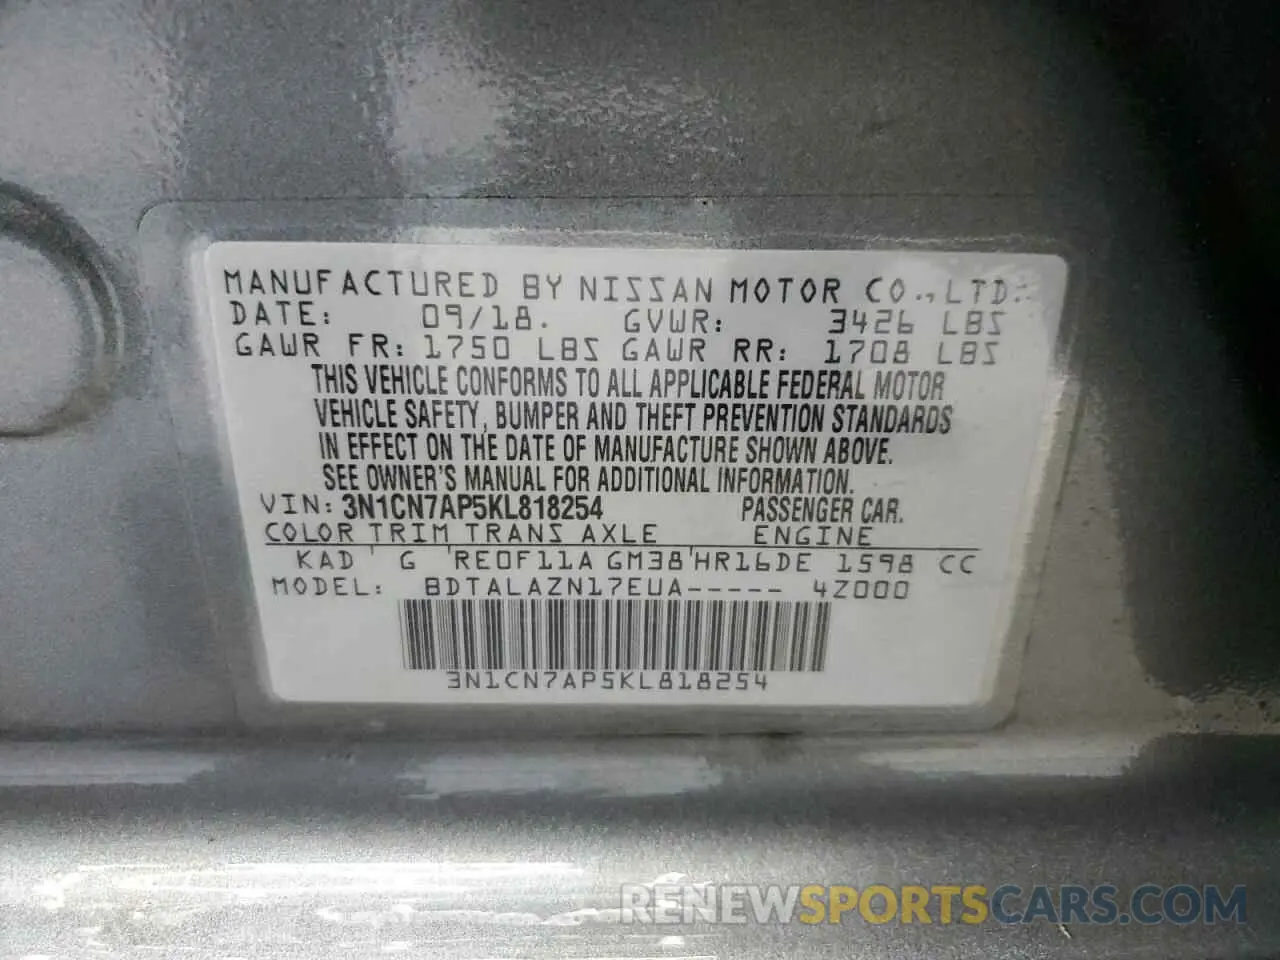 MANUFACTURED BY NISSAN MOTOR CO., LTD.
DATE: 09/18. GVWR: 3426 LBS
GAWR FR: 1750 LBS GAWR RR: 1708 LBS
THIS VEHICLE CONFORMS TO ALL APPLICABLE FEDERAL MOTOR
VEHICLE SAFETY, BUMPER AND THEFT PREVENTION STANDARDS
IN EFFECT ON THE DATE OF MANUFACTURE SHOWN ABOVE.
SEE OWNER'S MANUAL FOR ADDITIONAL INFORMATION.
VIN: 3N1CN7AP5KL818254 PASSENGER CAR.
COLOR TRIM TRANS AXLE ENGINE
KAD ' G 'RE0F11A GM38'HR16DE 1598 CC
MODEL: BDTALAZN17EUA----- 4Z000
3N1CN7AP5KL818254
RENEWSPORTSCARS.COM